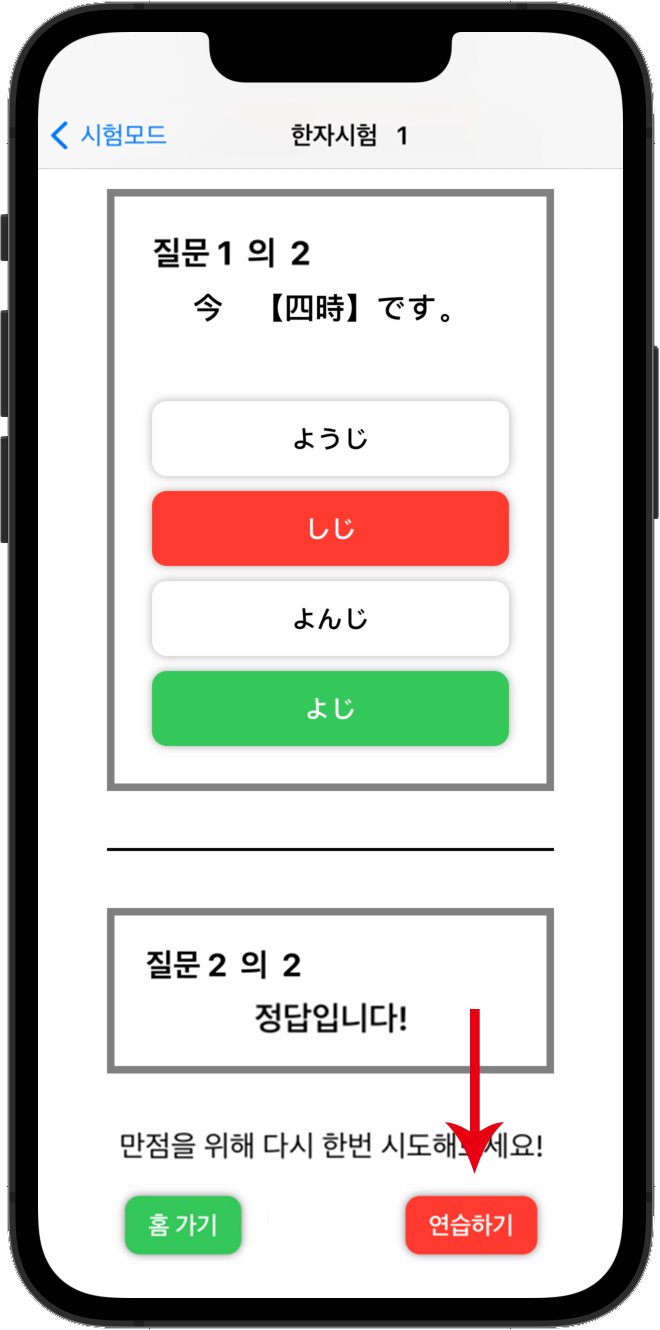 시험모드
한자시험 1
질문 1 의 2
今 【四時】です。
ようじ
しじ
よんじ
よじ
질문 2 의 2
정답입니다!
만점을 위해 다시 한번 시도해 세요!
홈 가기
연습하기